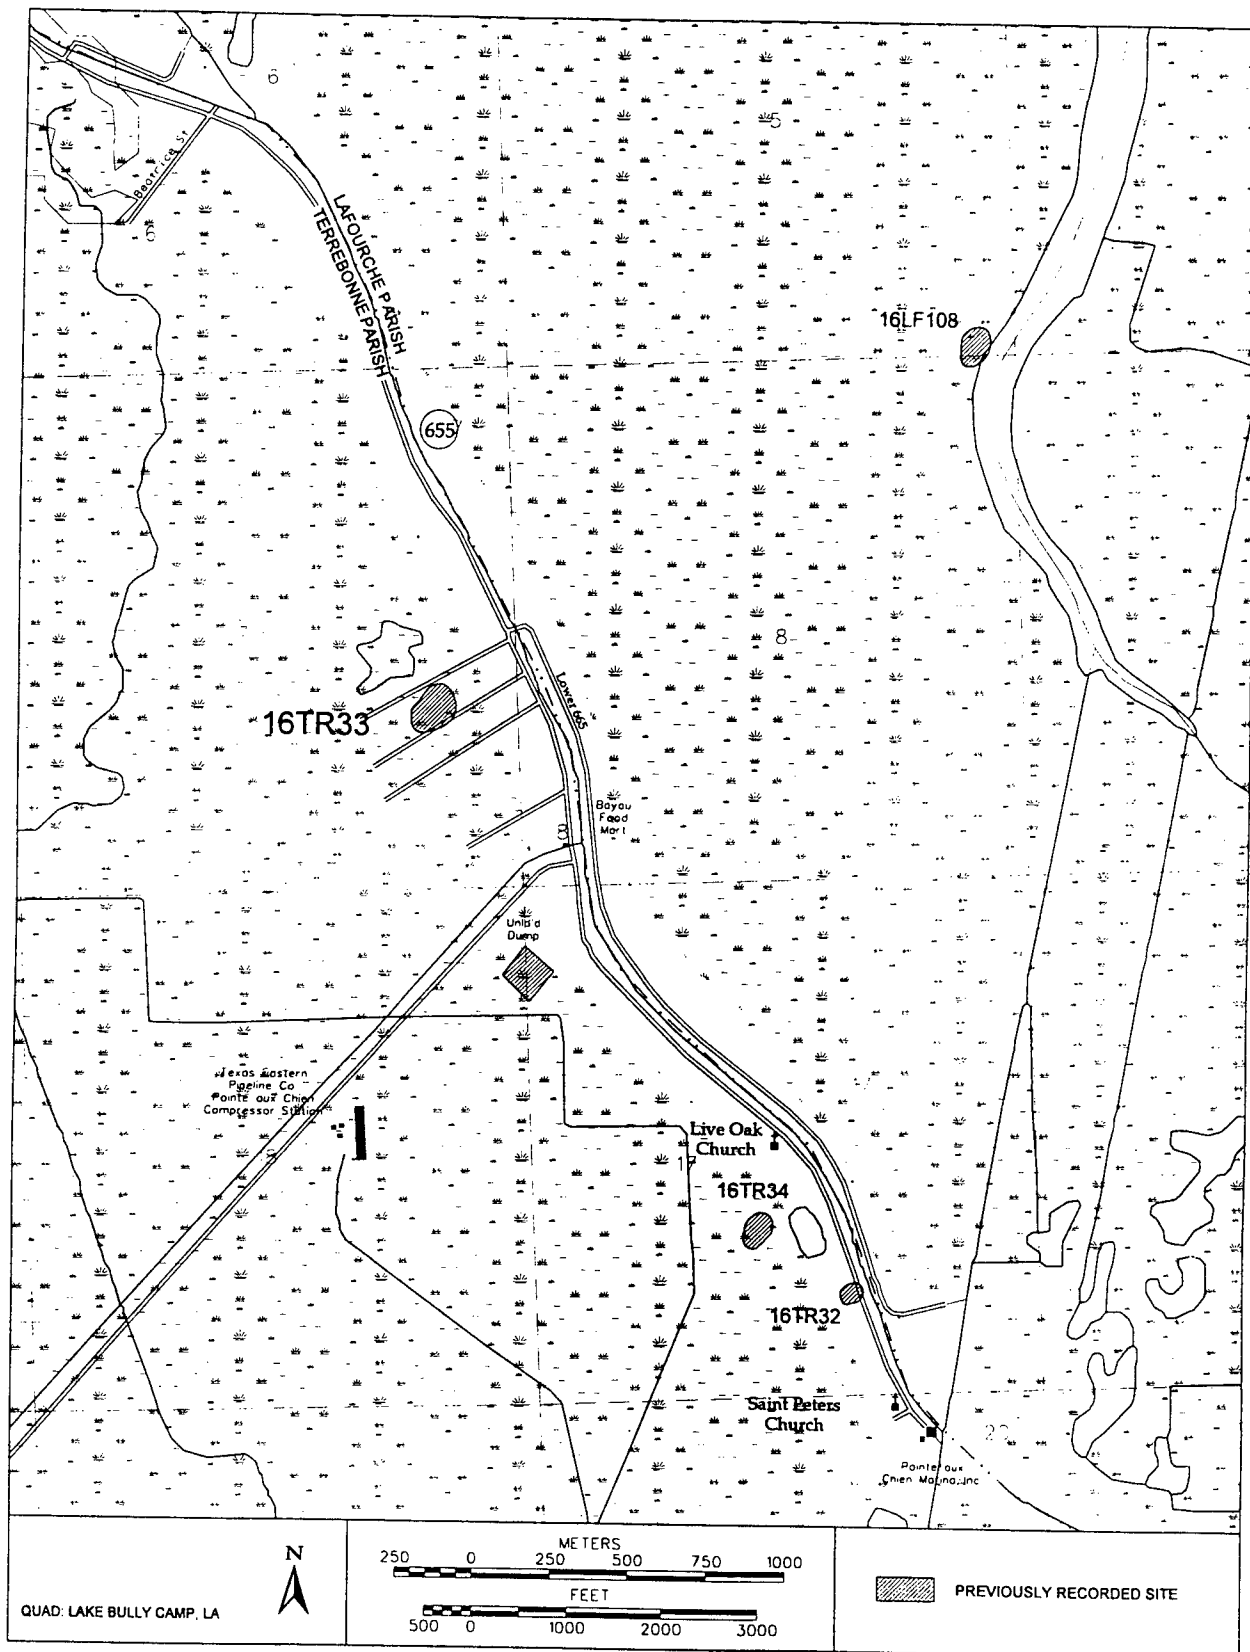 6
5
Beatrice St
6
LAFOURCHE PARISH
TERREBONNE PARISH
16LF108
655
8
Lower 665
16TR33
Bayou
Food
Mart
8
Unid'd
Dump
Texas Eastern
Pipeline Co
Pointe aux Chien
Compressor Station
Live Oak
Church
17
16TR34
16TR32
Saint Peters
Church
Pointe aux
Chien Marina, Inc
N
QUAD: LAKE BULLY CAMP, LA
METERS
250 0 250 500 750 1000
FEET
500 0 1000 2000 3000
PREVIOUSLY RECORDED SITE